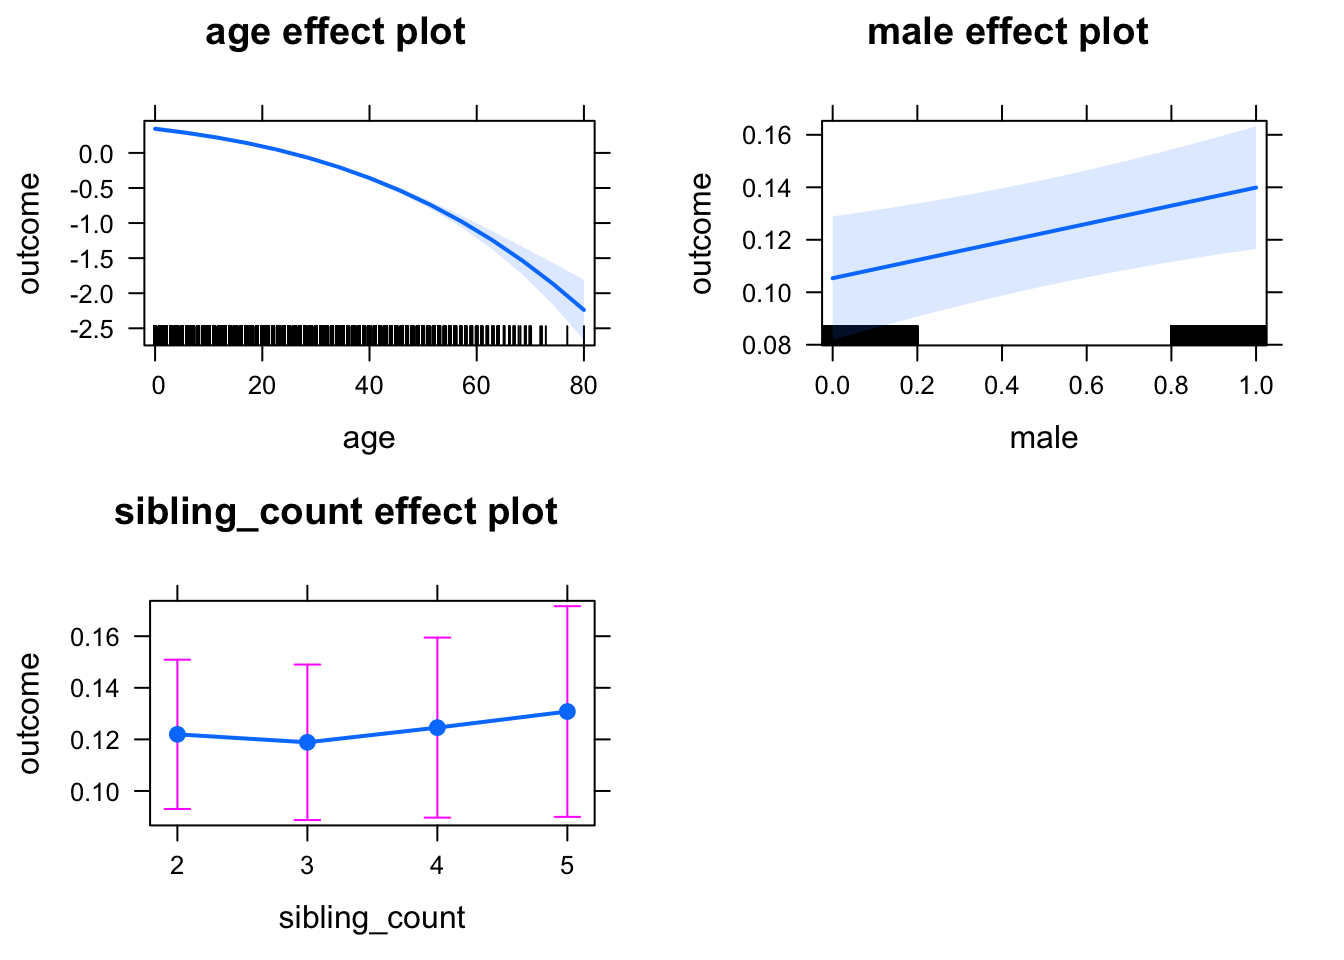 age effect plot
outcome
0.0
-0.5
-1.0
-1.5
-2.0
-2.5
0 20 40 60 80
age
male effect plot
outcome
0.16
0.14
0.12
0.10
0.08
0.0 0.2 0.4 0.6 0.8 1.0
male
sibling_count effect plot
outcome
0.16
0.14
0.12
0.10
2 3 4 5
sibling_count